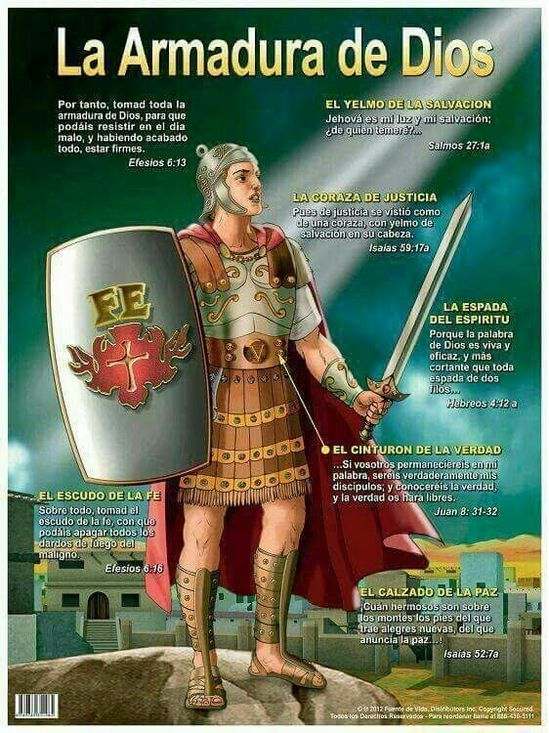 La Armadura de Dios
Por tanto, tomad toda la
armadura de Dios, para que
podáis resistir en el día
malo, y habiendo acabado
todo, estar firmes.
Efesios 6:13
EL YELMO DE LA SALVACION
Jehová es mi luz y mi salvación;
¿de quien temeré?...
Salmos 27:1a
LA CORAZA DE JUSTICIA
Pues de justicia se vistió como
de una coraza, con yelmo de
salvación en su cabeza.
Isaías 59:17a
FE
LA ESPADA
DEL ESPIRITU
Porque la palabra
de Dios es viva y
eficaz, y más
cortante que toda
espada de dos
filos...
Hebreos 4:12 a
V
EL CINTURON DE LA VERDAD
...Si vosotros permaneciereis en mi
palabra, seréis verdaderamente mis
discípulos; y conoceréis la verdad,
y la verdad os hará libres.
Juan 8: 31-32
EL ESCUDO DE LA FE
Sobre todo, tomad el
escudo de la fe, con que
podáis apagar todos los
dardos de fuego del
maligno.
Efesios 6:16
EL CALZADO DE LA PAZ
¡Cuán hermosos son sobre
los montes los pies del que
trae alegres nuevas, del que
anuncia la paz...!
Isaías 52:7a
© ® 2012 Fuente de Vida, Distributors Inc. Copyright Secured
Todos los Derechos Reservados - Para reordenar llame al